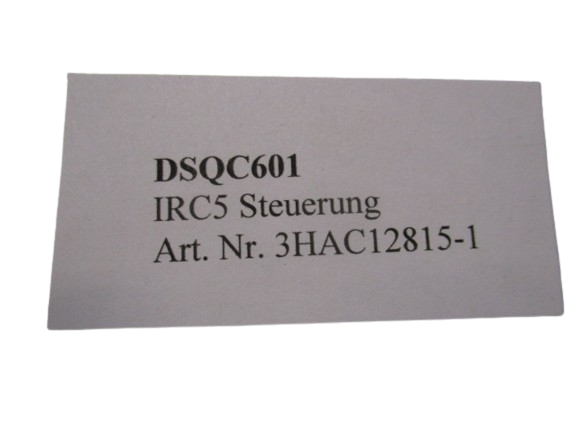 DSQC601
IRC5 Steuerung
Art. Nr. 3HAC12815-1